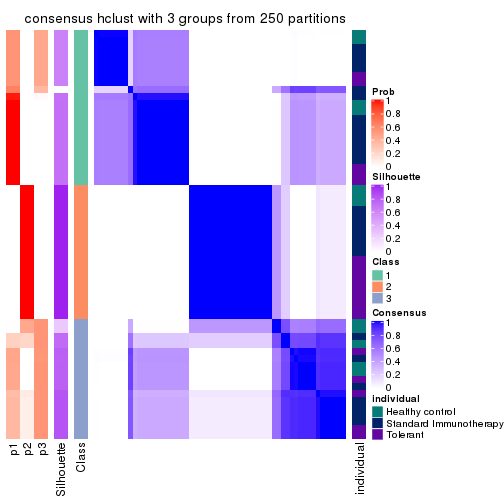 consensus hclust with 3 groups from 250 partitions
Prob
1
0.8
0.6
0.4
0.2
0
Silhouette
1
0.8
0.6
0.4
0.2
0
Class
1
2
3
Consensus
1
0.8
0.6
0.4
0.2
0
individual
Healthy control
Standard Immunotherapy
Tolerant
p1
p2
p3
Silhouette
Class
individual